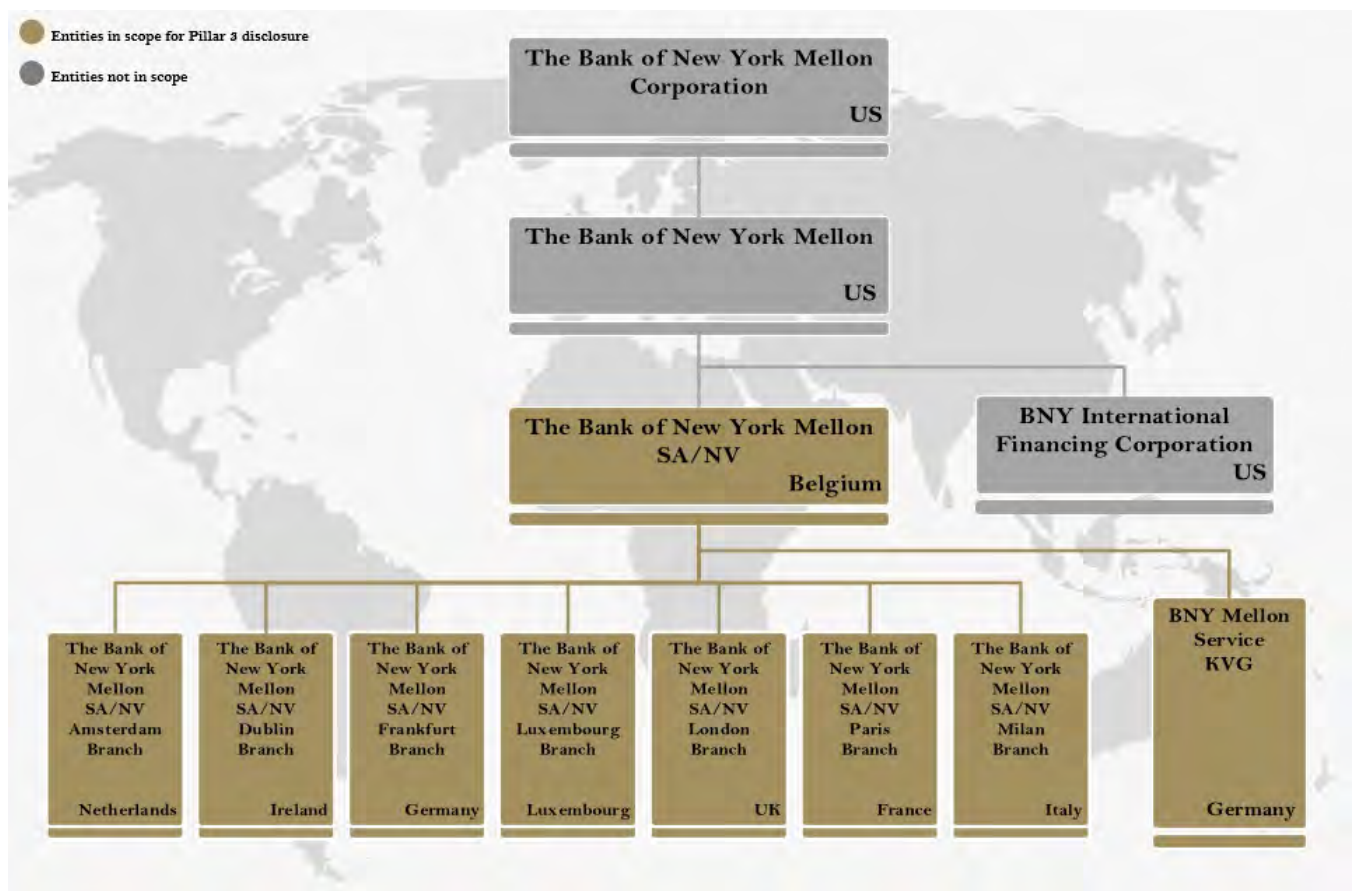 Entities in scope for Pillar 3 disclosure
Entities not in scope
The Bank of New York Mellon
Corporation
US
The Bank of New York Mellon
US
The Bank of New York Mellon
SA/NV
Belgium
BNY International
Financing Corporation
US
The Bank of
New York
Mellon
SA/NV
Amsterdam
Branch
Netherlands
The Bank of
New York
Mellon
SA/NV
Dublin
Branch
Ireland
The Bank of
New York
Mellon
SA/NV
Frankfurt
Branch
Germany
The Bank of
New York
Mellon
SA/NV
Luxembourg
Branch
Luxembourg
The Bank of
New York
Mellon
SA/NV
London
Branch
UK
The Bank of
New York
Mellon
SA/NV
Paris
Branch
France
The Bank of
New York
Mellon
SA/NV
Milan
Branch
Italy
BNY Mellon
Service
KVG
Germany